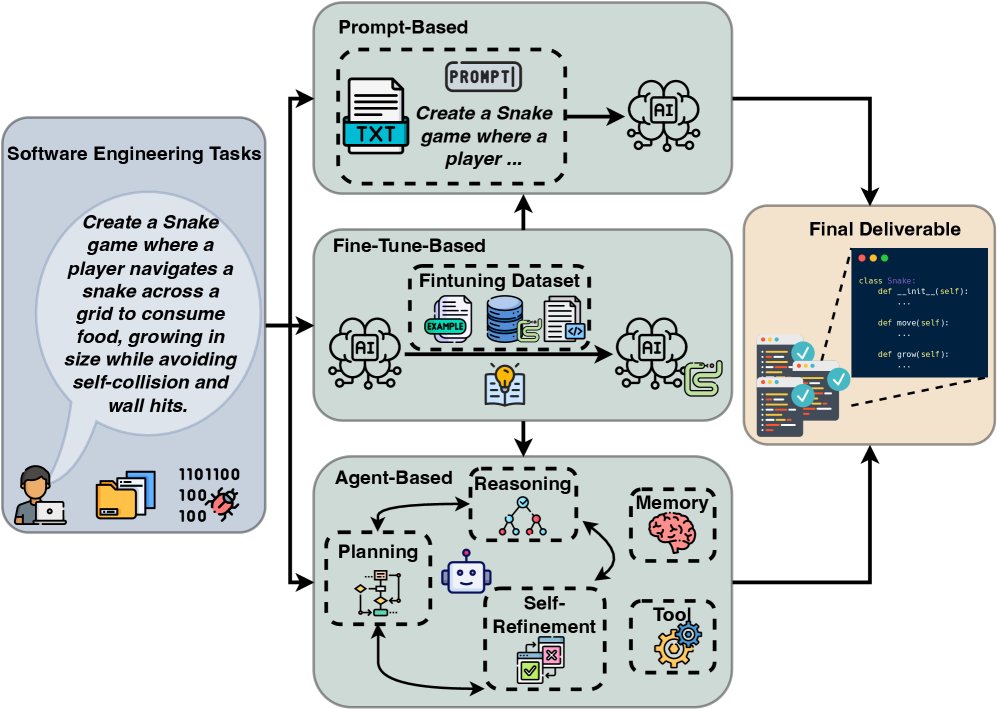 Software Engineering Tasks
Create a Snake
game where a
player navigates a
snake across a
grid to consume
food, growing in
size while avoiding
self-collision and
wall hits.
1101100
100
100
Prompt-Based
PROMPT
TXT
Create a Snake
game where a
player ...
AI
Fine-Tune-Based
Fintuning Dataset
EXAMPLE
AI
AI
Agent-Based
Reasoning
Planning
Self-
Refinement
Memory
Tool
Final Deliverable
class Snake:
def __init__(self):
...
def move(self):
...
def grow(self):
...